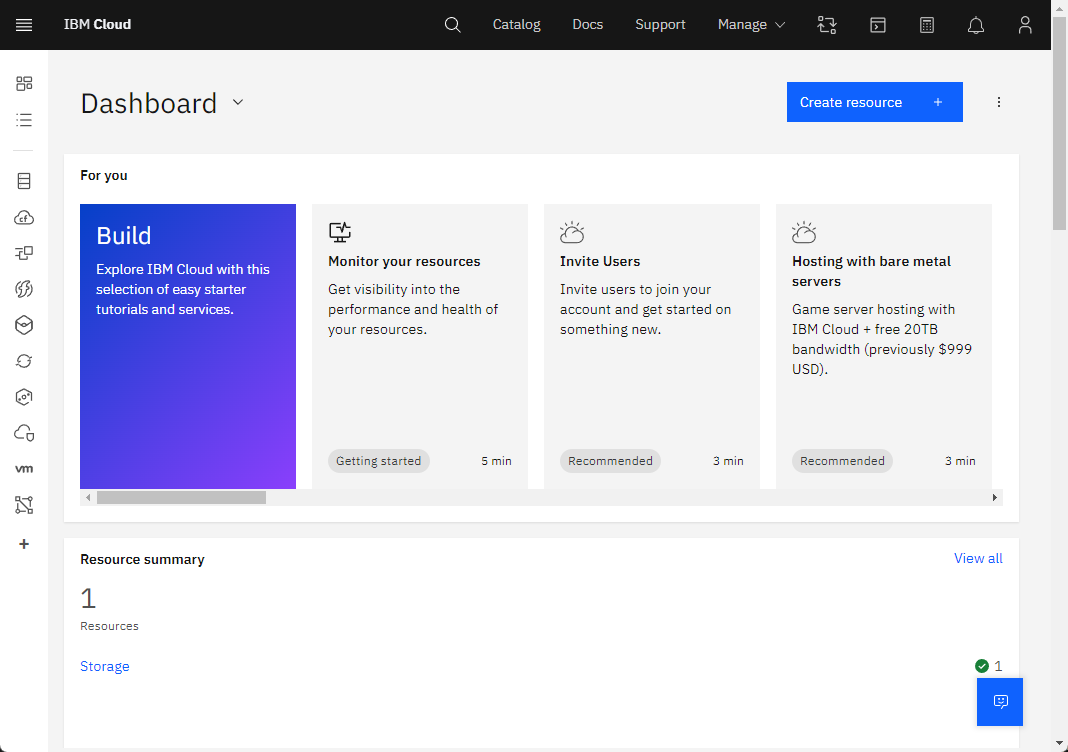 IBM Cloud
Catalog
Docs
Support
Manage
Dashboard
Create resource +
For you
Build
Explore IBM Cloud with this
selection of easy starter
tutorials and services.
Monitor your resources
Get visibility into the
performance and health of
your resources.
Getting started
5 min
Invite Users
Invite users to join your
account and get started on
something new.
Recommended
3 min
Hosting with bare metal
servers
Game server hosting with
IBM Cloud + free 20TB
bandwidth (previously $999
USD).
Recommended
3 min
cf
vm
+
Resource summary
View all
1
Resources
Storage
1